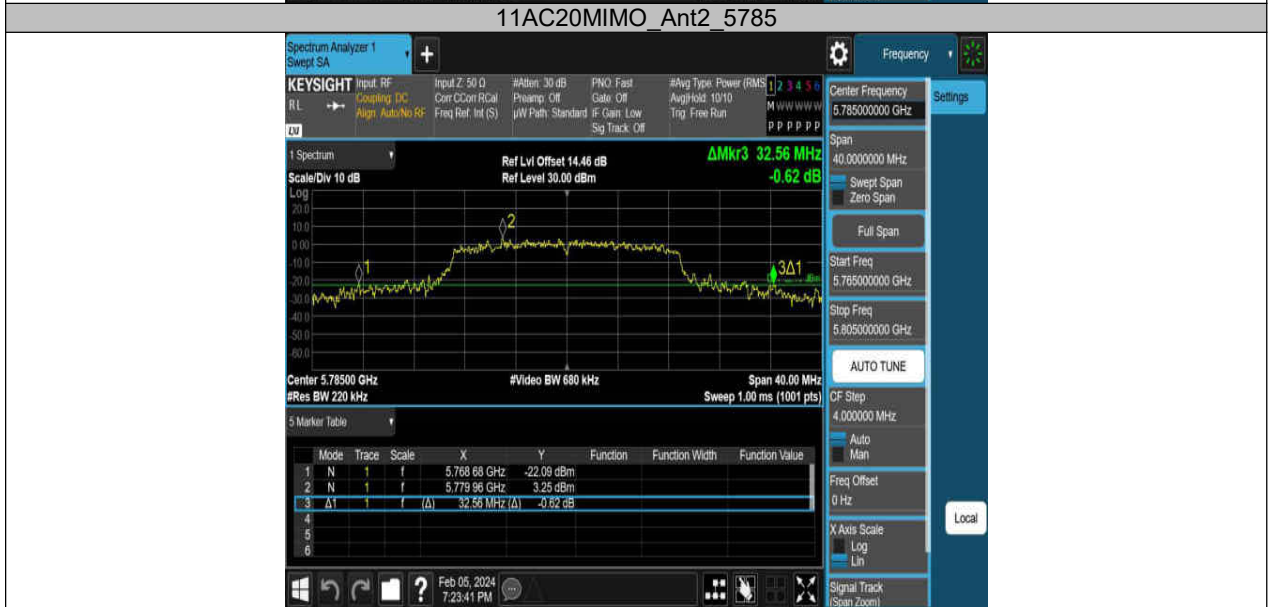 11AC20MIMO_Ant2_5785
Spectrum Analyzer 1
Swept SA
+
Frequency
KEYSIGHT
RL
LXI
Input: RF
Coupling: DC
Align: Auto/No RF
Input Z: 50 Ω
Corr CCorr RCal
Freq Ref: Int (S)
#Atten: 30 dB
Preamp: Off
µW Path: Standard
PNO: Fast
Gate: Off
IF Gain: Low
Sig Track: Off
#Avg Type: Power (RMS
Avg|Hold: 10/10
Trig: Free Run
1 2 3 4 5 6
M W W W W W
P P P P P P
Center Frequency
5.785000000 GHz
Settings
Span
40.0000000 MHz
Swept Span
Zero Span
Full Span
Start Freq
5.765000000 GHz
Stop Freq
5.805000000 GHz
AUTO TUNE
CF Step
4.000000 MHz
Auto
Man
Freq Offset
0 Hz
X Axis Scale
Log
Lin
Signal Track
(Span Zoom)
Local
1 Spectrum
Scale/Div 10 dB
Ref Lvl Offset 14.46 dB
Ref Level 30.00 dBm
ΔMkr3 32.56 MHz
-0.62 dB
Log
20.0
10.0
0.00
-10.0
-20.0
-30.0
-40.0
-50.0
-60.0
1
2
3Δ1
Center 5.78500 GHz
#Video BW 680 kHz
Span 40.00 MHz
#Res BW 220 kHz
Sweep 1.00 ms (1001 pts)
5 Marker Table
Mode Trace Scale X Y Function Function Width Function Value
1 N 1 f 5.768 68 GHz -22.09 dBm
2 N 1 f 5.779 96 GHz 3.25 dBm
3 Δ1 1 f (Δ) 32.56 MHz (Δ) -0.62 dB
4
5
6
?
Feb 05, 2024
7:23:41 PM